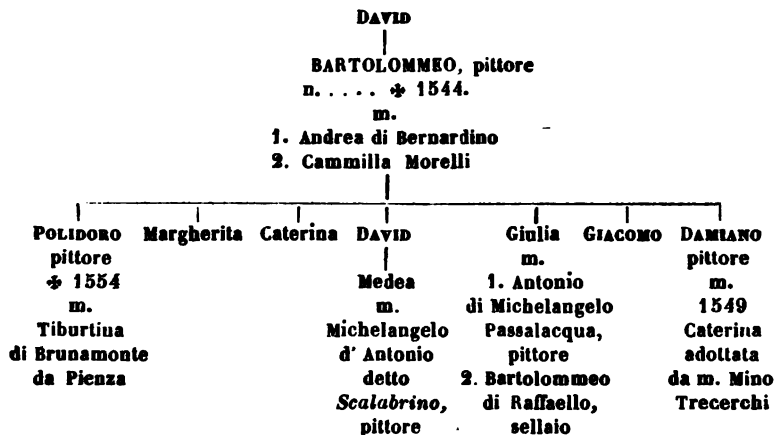 DAVID
BARTOLOMMEO, pittore
n. . . . . ✠ 1544.
m.
1. Andrea di Bernardino
2. Cammilla Morelli
POLIDORO Margherita Caterina DAVID Giulia GIACOMO DAMIANO
pittore
✠ 1554
m.
Tiburtina
di Brunamonte
da Pienza
Medea
m.
Michelangelo
d' Antonio
detto
Scalabrino,
pittore
m.
1. Antonio
di Michelangelo
Passalacqua,
pittore
2. Bartolommeo
di Raffaello,
sellaio
pittore
m.
1549
Caterina
adottata
da m. Mino
Trecerchi